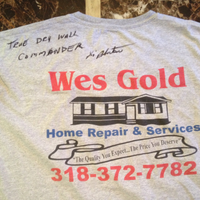 TRUE DRY WALL
COMMANDER
Wes Gold
Home Repair & Services
"The Quality You Expect...The Price You Deserve"
318-372-7782